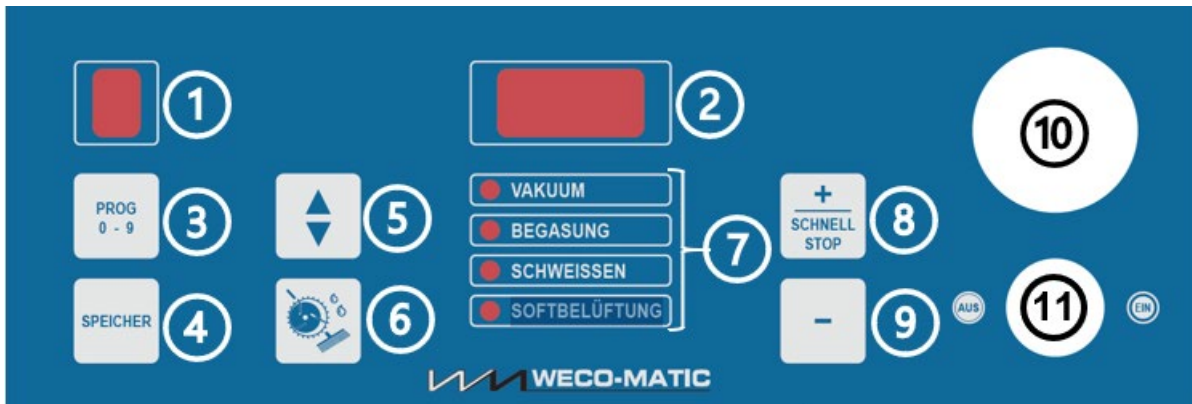 1
2
10
PROG
0 - 9
3
5
VAKUUM
BEGASUNG
SCHWEISSEN
SOFTBELÜFTUNG
7
+
SCHNELL
STOP
8
SPEICHER
4
6
-
9
AUS
11
EIN
WECO-MATIC